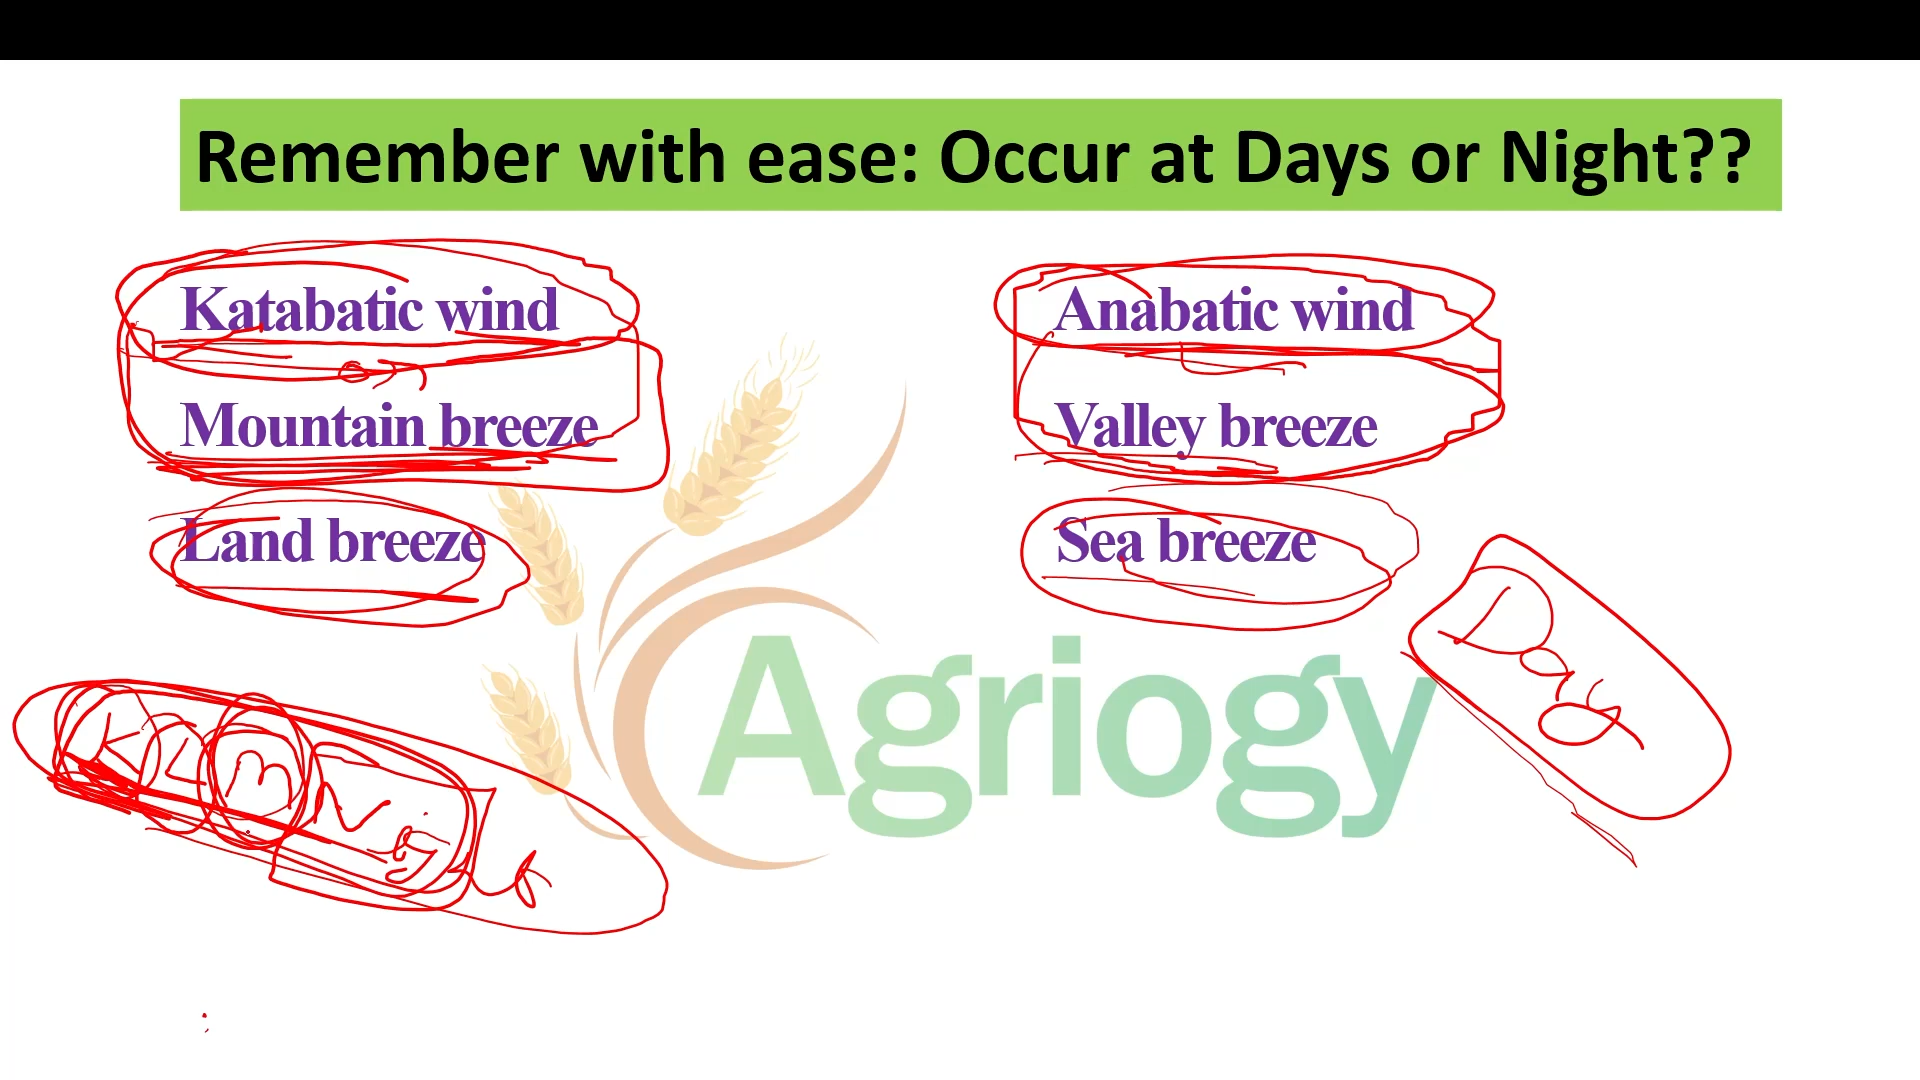 Remember with ease: Occur at Days or Night??
Katabatic wind
Anabatic wind
Mountain breeze
Valley breeze
Land breeze
Sea breeze
Day
KLM
Agriogy